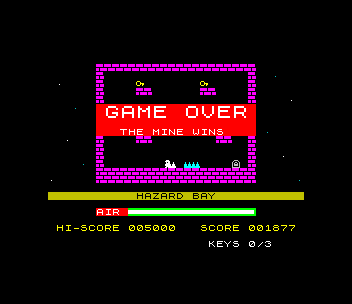 GAME OVER
THE MINE WINS
HAZARD BAY
AIR
HI-SCORE 005000 SCORE 001877
KEYS 0/3